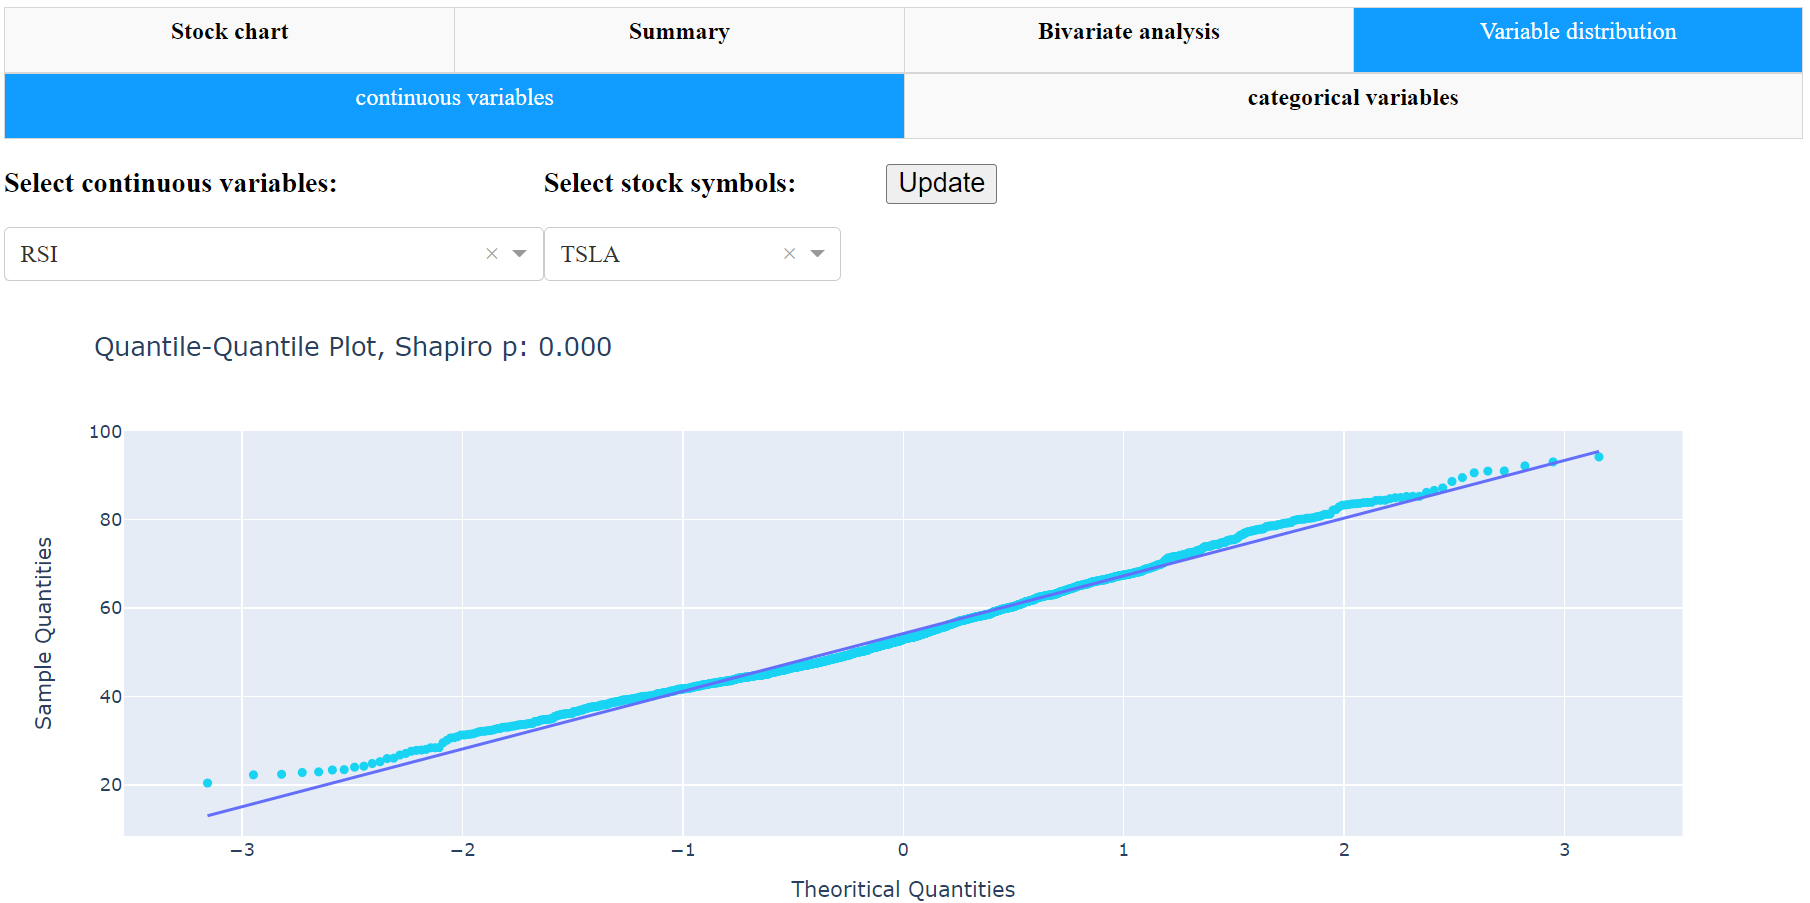 Stock chart Summary Bivariate analysis Variable distribution
continuous variables categorical variables
Select continuous variables: Select stock symbols: Update
RSI × TSLA ×
Quantile-Quantile Plot, Shapiro p: 0.000
100
80
60
40
20
Sample Quantities
−3 −2 −1 0 1 2 3
Theoritical Quantities